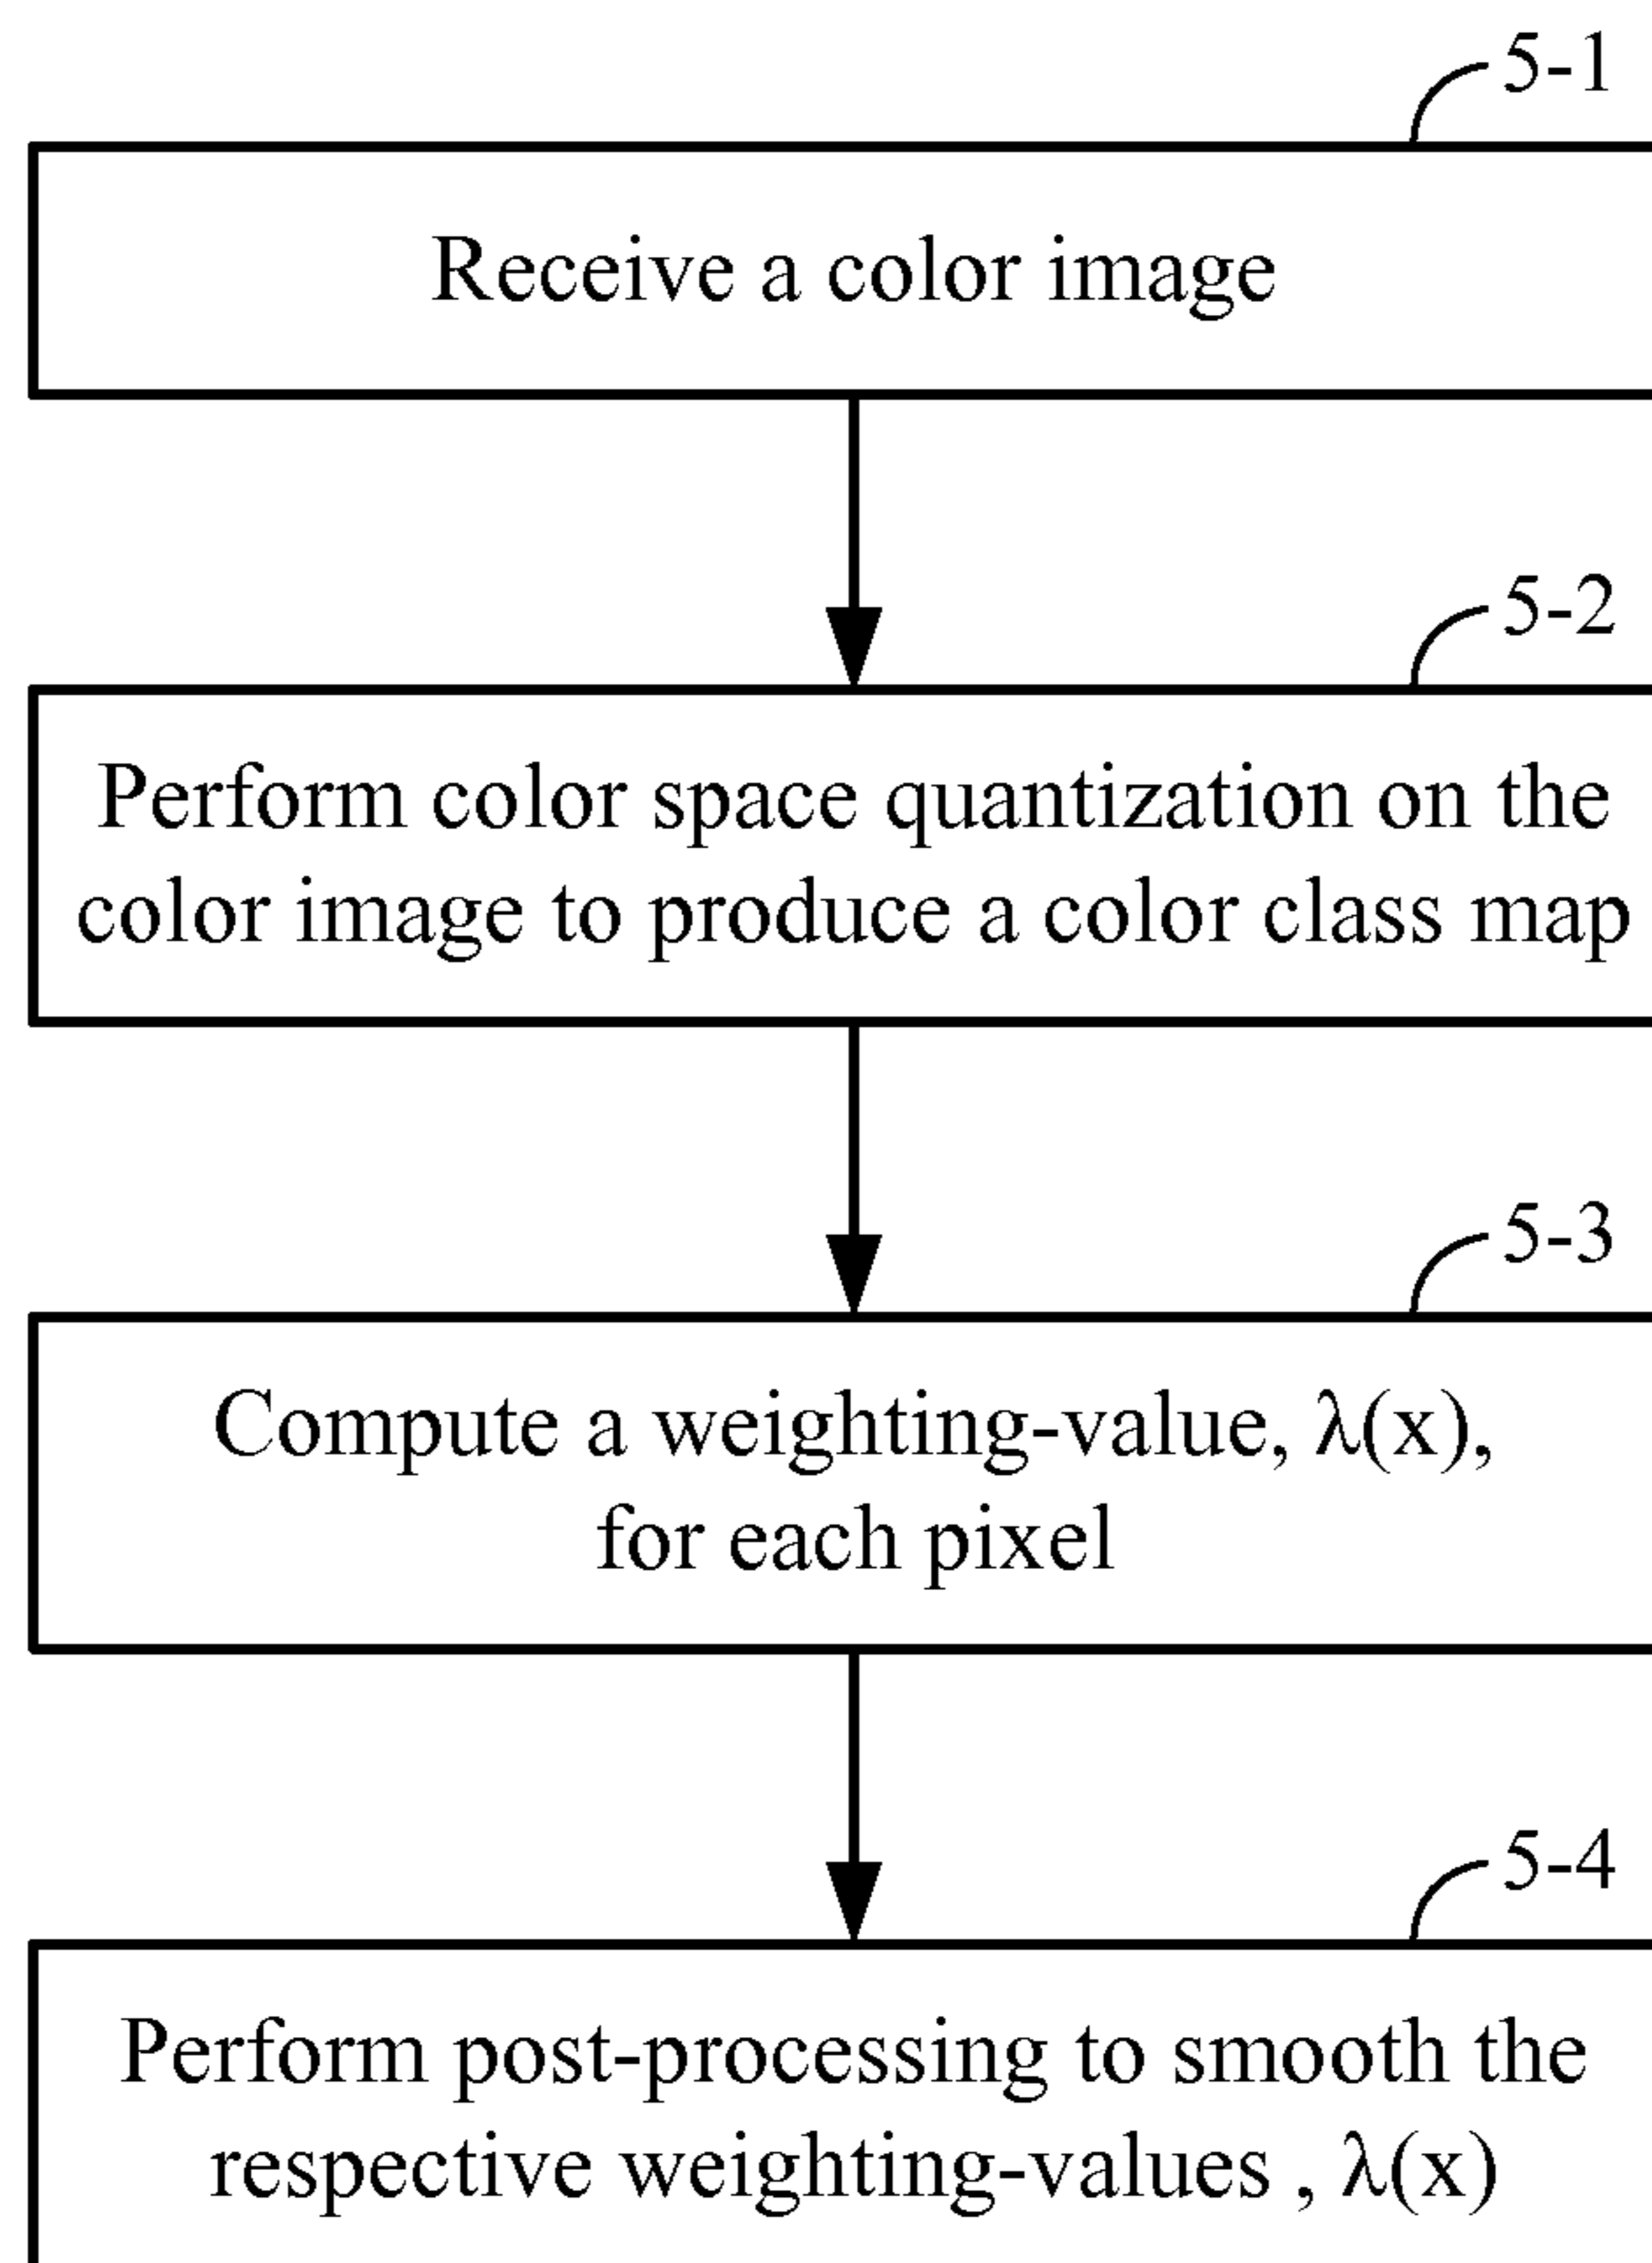 5-1
Receive a color image
5-2
Perform color space quantization on the
color image to produce a color class map
5-3
Compute a weighting-value, λ(x),
for each pixel
5-4
Perform post-processing to smooth the
respective weighting-values , λ(x)